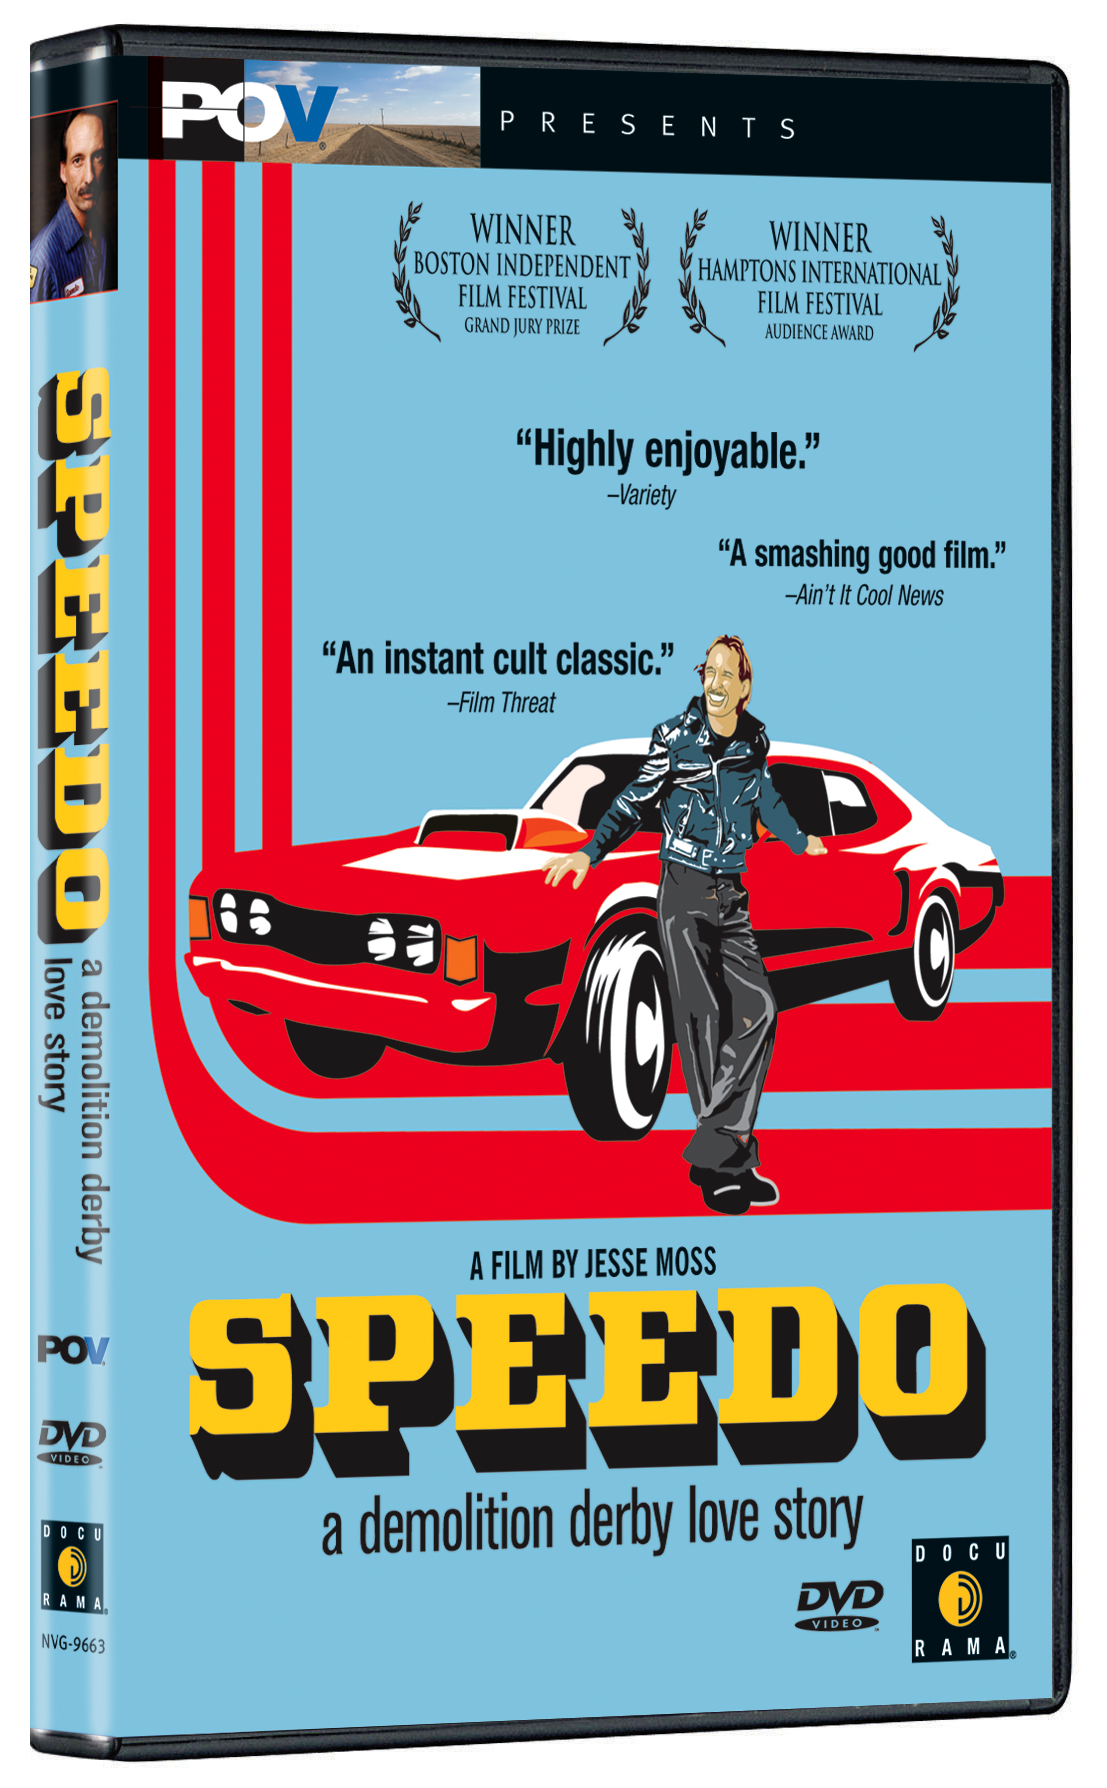 POV® PRESENTS
WINNER
BOSTON INDEPENDENT
FILM FESTIVAL
GRAND JURY PRIZE
WINNER
HAMPTONS INTERNATIONAL
FILM FESTIVAL
AUDIENCE AWARD
“Highly enjoyable.”
–Variety
“A smashing good film.”
–Ain’t It Cool News
“An instant cult classic.”
–Film Threat
A FILM BY JESSE MOSS
SPEEDO
a demolition derby love story
DVD
VIDEO
DOCU
RAMA®
SPEEDO
a demolition derby
love story
POV
DVD
VIDEO
DOCU
RAMA®
NVG-9663